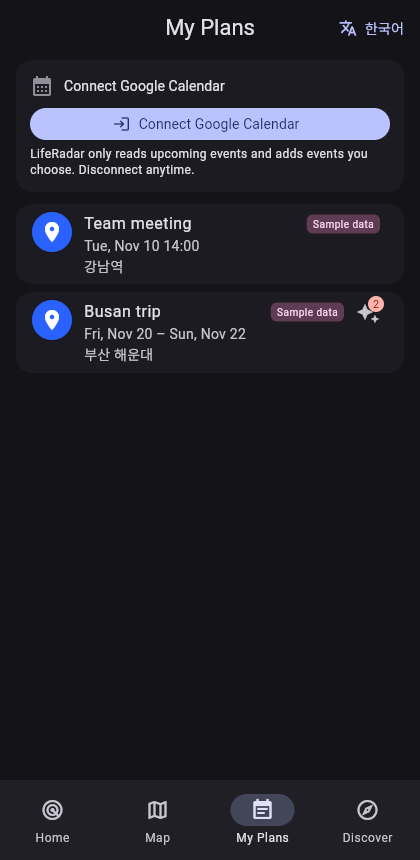 My Plans
한국어
Connect Google Calendar
Connect Google Calendar
LifeRadar only reads upcoming events and adds events you
choose. Disconnect anytime.
Team meeting
Sample data
Tue, Nov 10 14:00
강남역
Busan trip
Sample data
2
Fri, Nov 20 – Sun, Nov 22
부산 해운대
Home
Map
My Plans
Discover